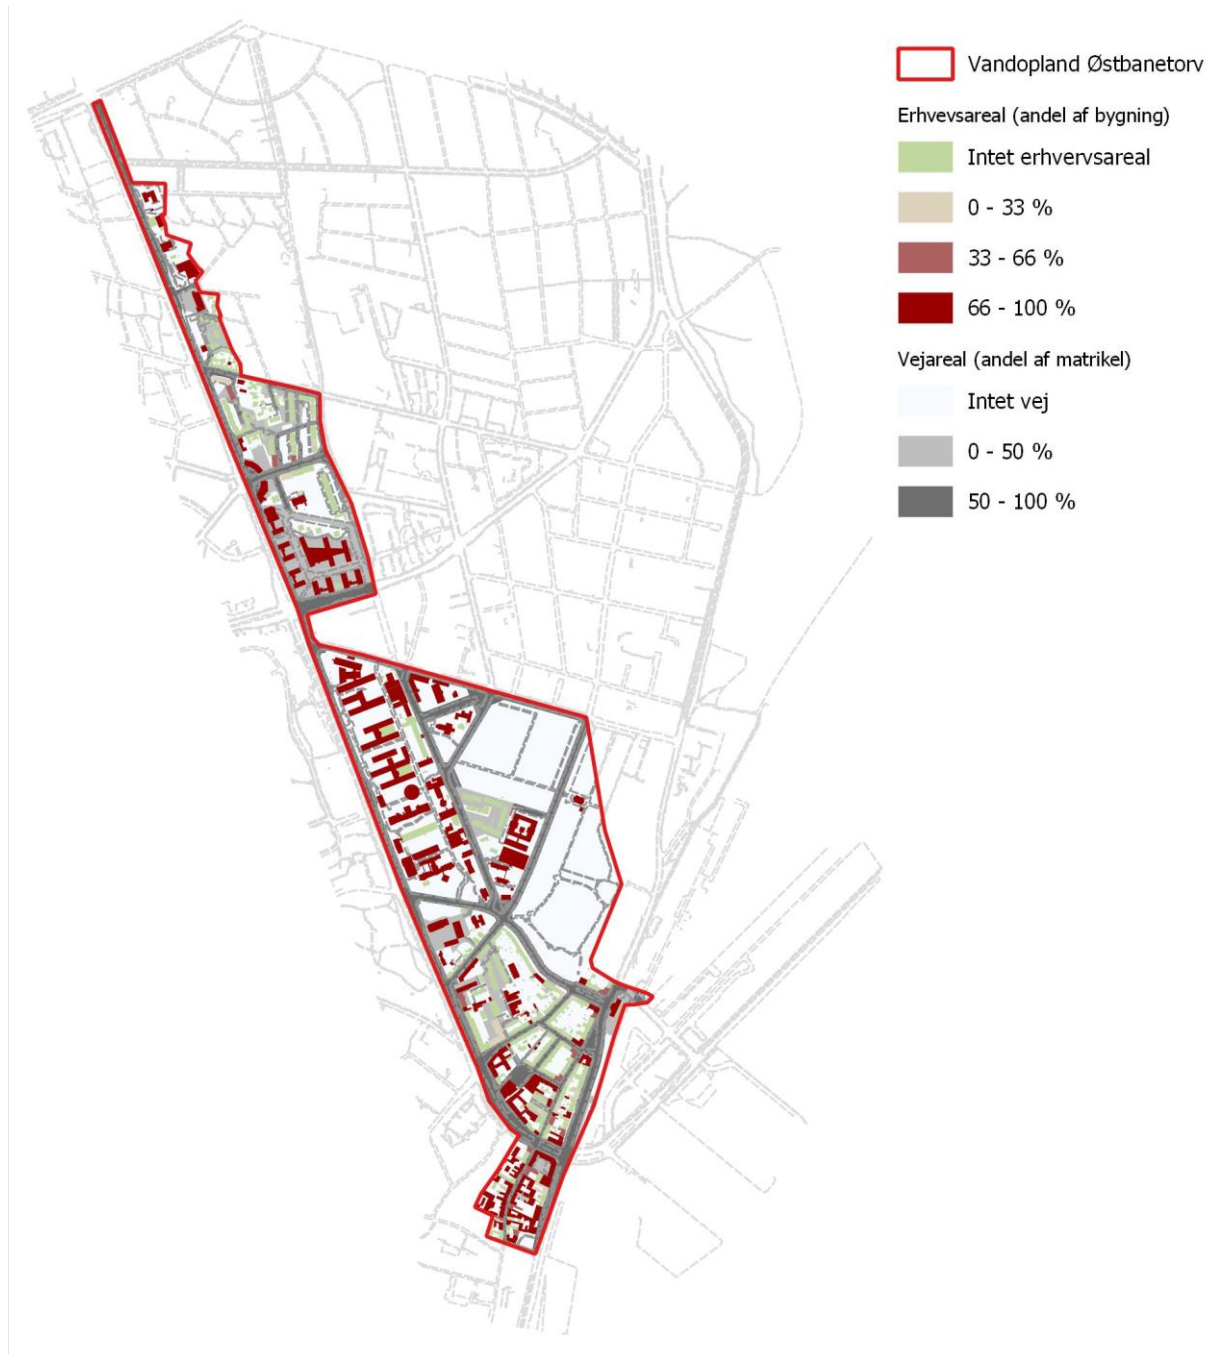 Vandopland Østbanetorv
Erhvevsareal (andel af bygning)
Intet erhvervsareal
0 - 33 %
33 - 66 %
66 - 100 %
Vejareal (andel af matrikel)
Intet vej
0 - 50 %
50 - 100 %